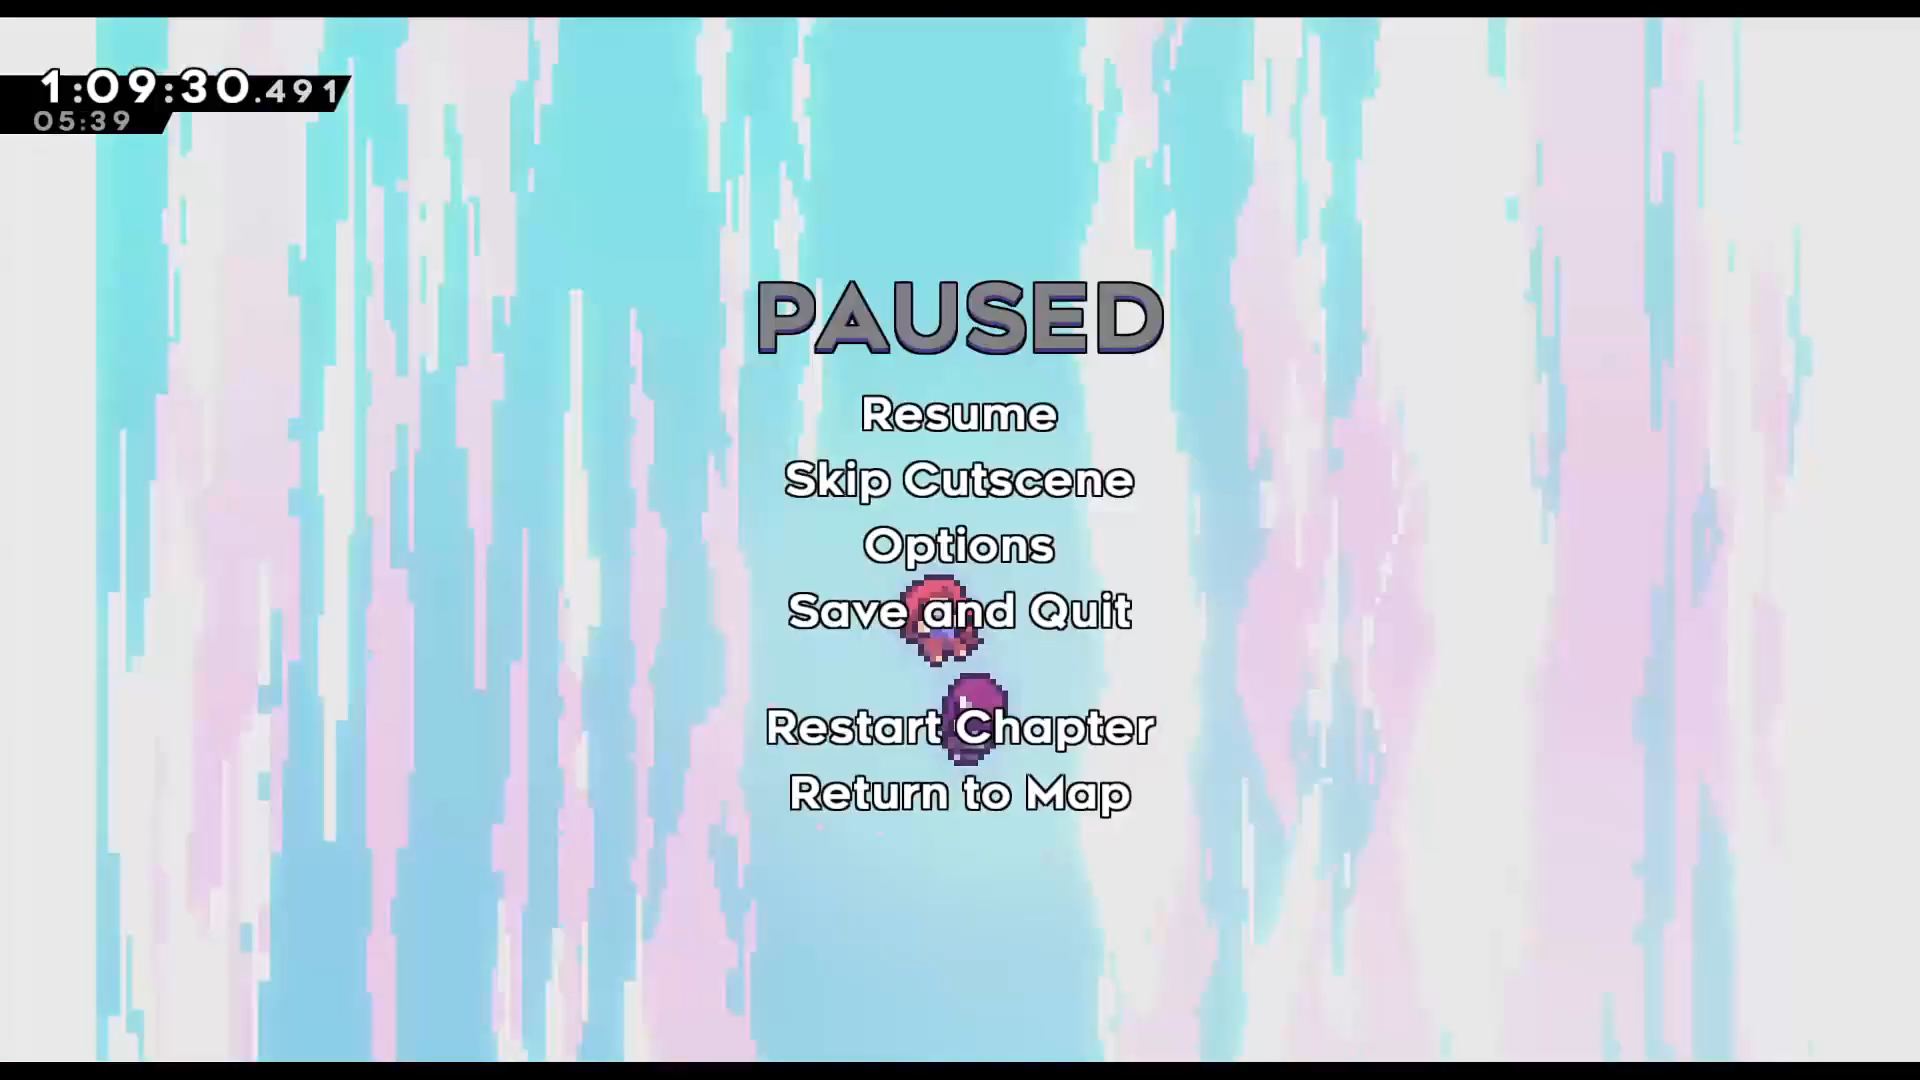 1:09:30.491
05:39
PAUSED
Resume
Skip Cutscene
Options
Save and Quit
Restart Chapter
Return to Map